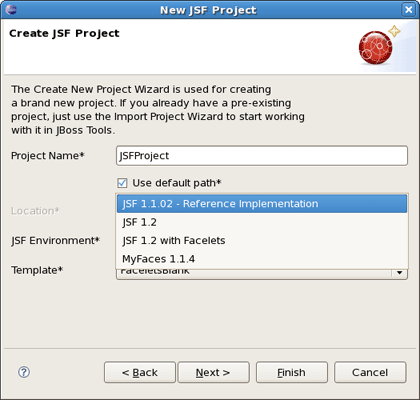 New JSF Project
Create JSF Project
The Create New Project Wizard is used for creating
a brand new project. If you already have a pre-existing
project, just use the Import Project Wizard to start working
with it in JBoss Tools.
Project Name* JSFProject
Use default path*
JSF 1.1.02 - Reference Implementation
Location*
JSF 1.2
JSF Environment* JSF 1.2 with Facelets
MyFaces 1.1.4
Template* FaceletsBlank
? < Back Next > Finish Cancel